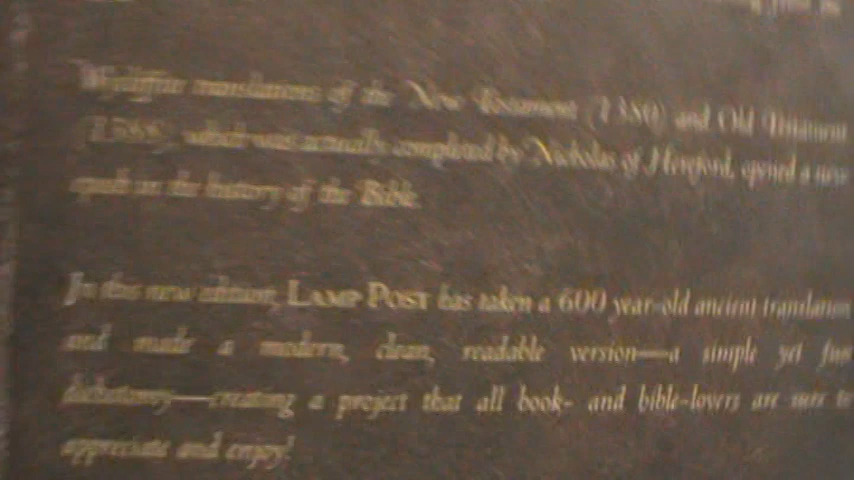 Wycliffe translations of the New Testament (1380) and Old Testament
(1388), which was actually completed by Nicholas of Hereford, opened a new
epoch in the history of the Bible.
In this new edition, LAMP POST has taken a 600 year-old ancient translation
and made a modern, clean, readable version—a simple yet
creating a project that all book- and bible-lovers are sure to
appreciate and enjoy!